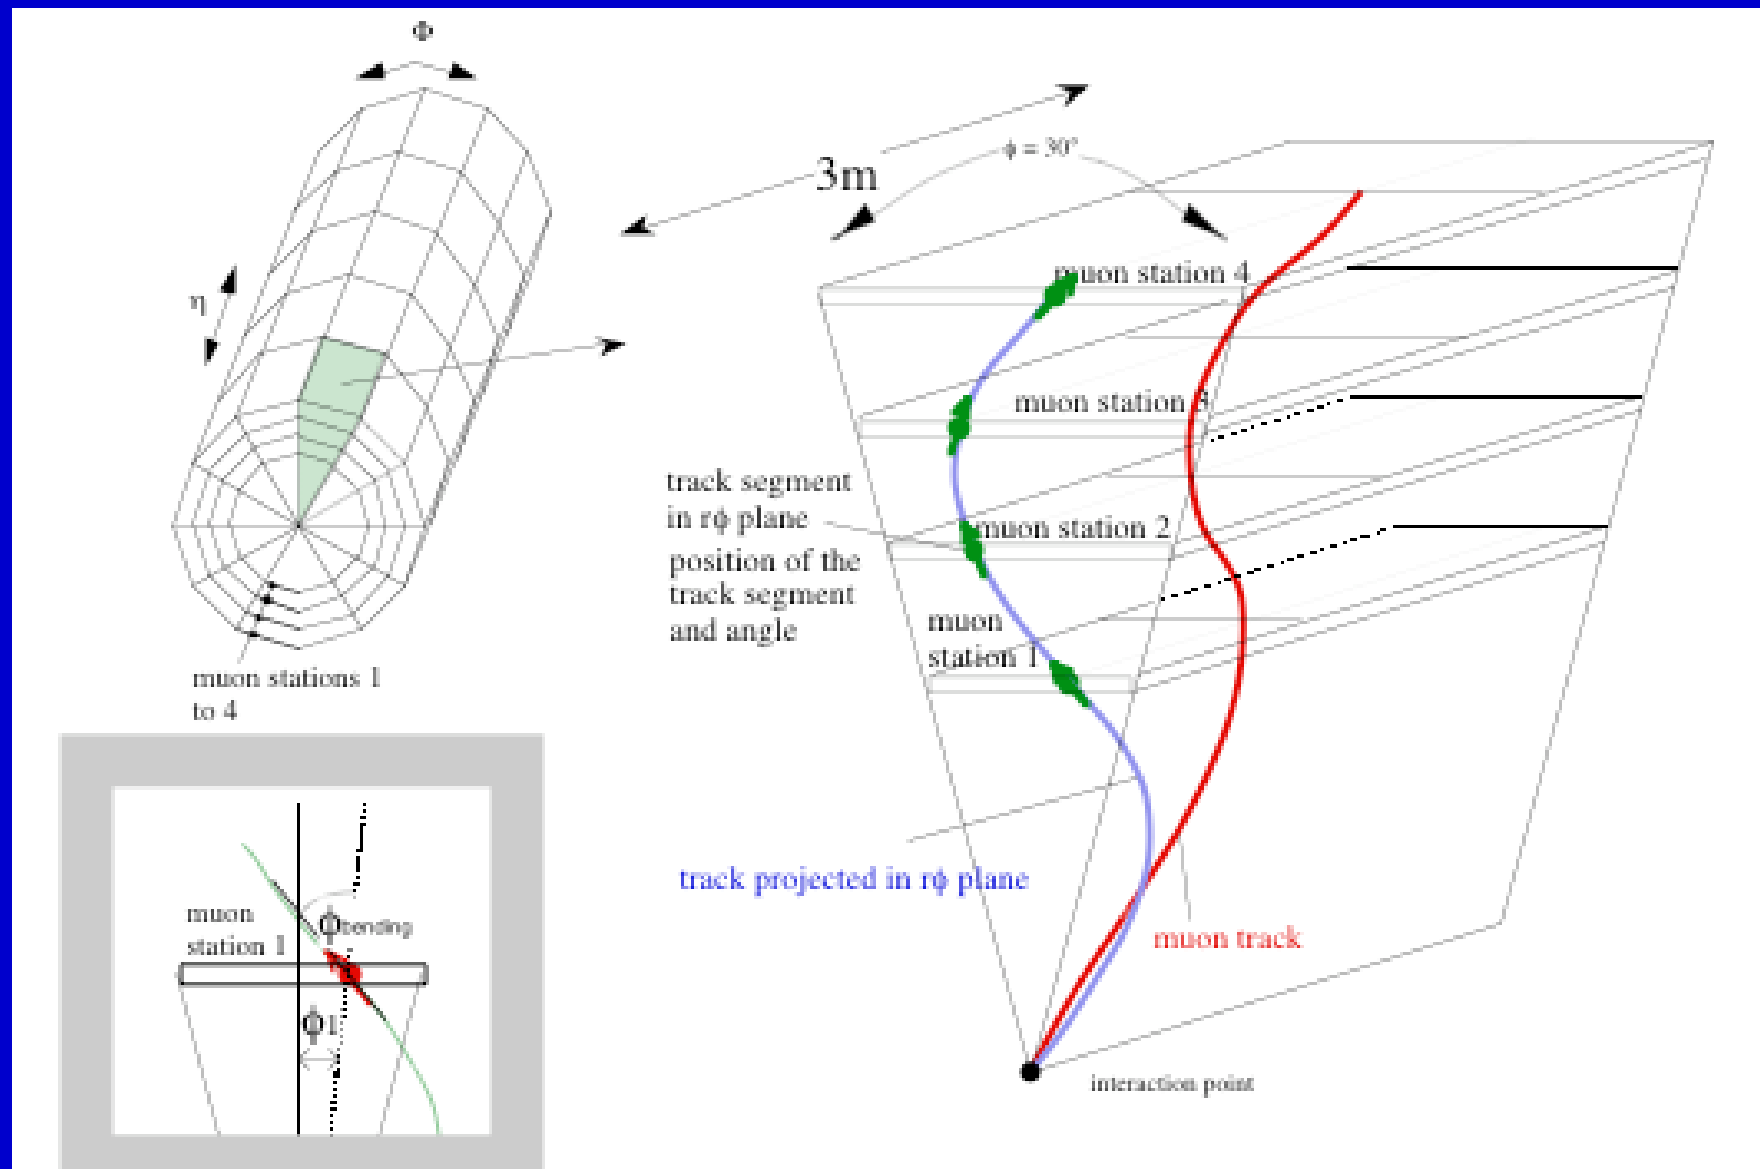 Φ
3m
ϕ = 30°
η
muon station 4
muon station 3
track segment
in rϕ plane
muon station 2
position of the
track segment
and angle
muon
station 1
muon stations 1
to 4
track projected in rϕ plane
muon track
interaction point
muon
station 1
ϕbending
ϕ1